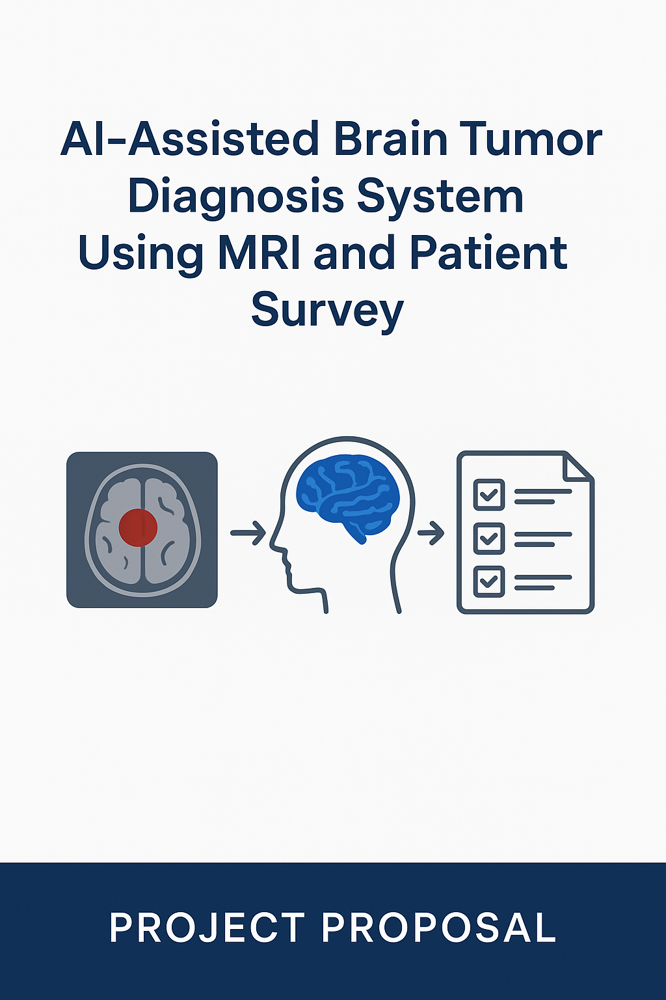 AI-Assisted Brain Tumor
Diagnosis System
Using MRI and Patient
Survey
PROJECT PROPOSAL